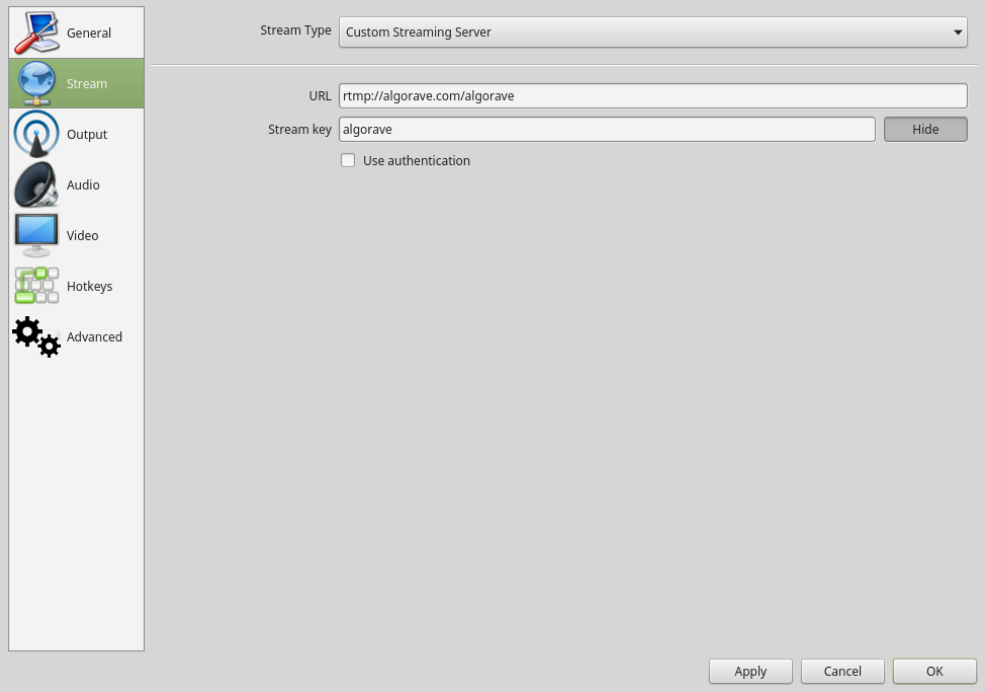 General
Stream
Output
Audio
Video
Hotkeys
Advanced
Stream Type Custom Streaming Server
URL rtmp://algorave.com/algorave
Stream key algorave Hide
Use authentication
Apply Cancel OK